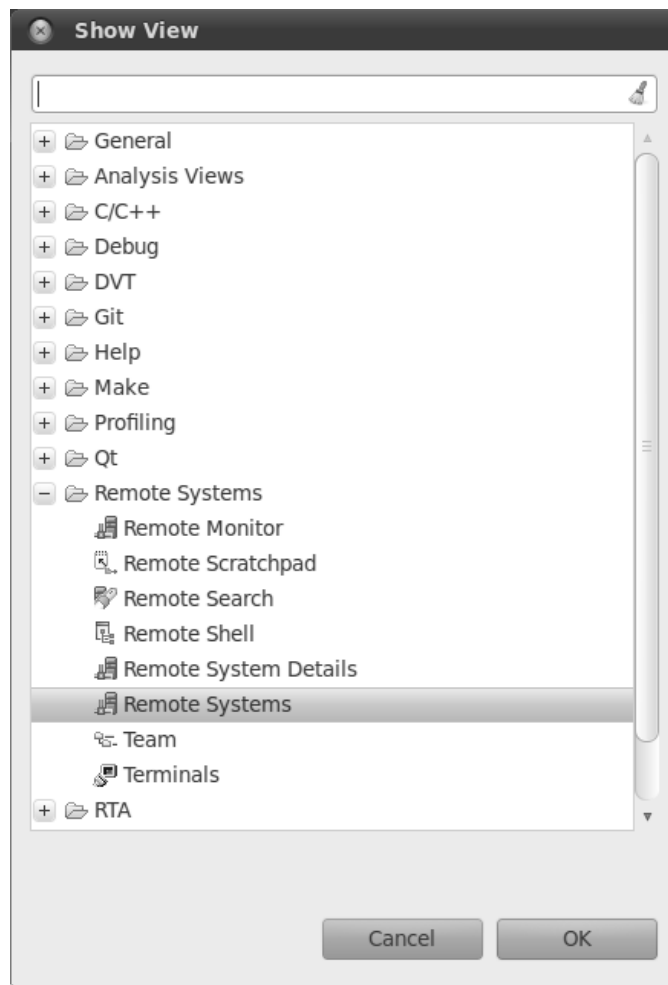 Show View
General
Analysis Views
C/C++
Debug
DVT
Git
Help
Make
Profiling
Qt
Remote Systems
Remote Monitor
Remote Scratchpad
Remote Search
Remote Shell
Remote System Details
Remote Systems
Team
Terminals
RTA
Cancel OK